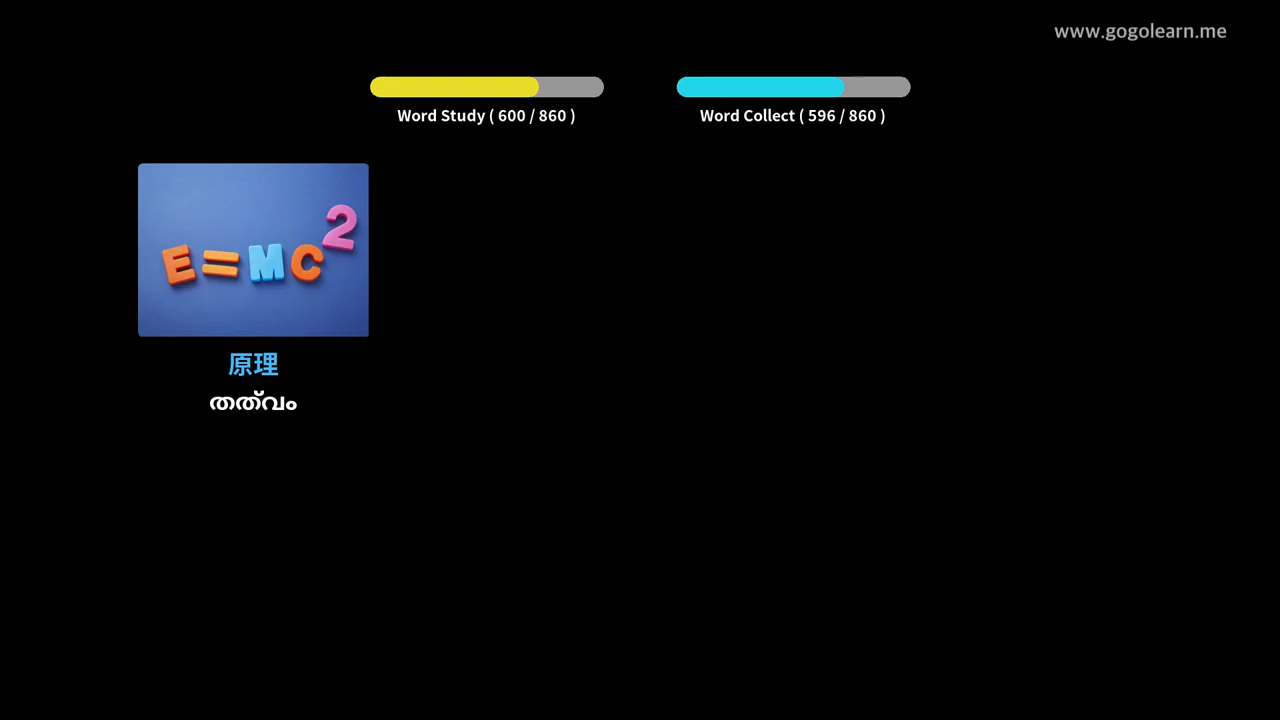 www.gogolearn.me
Word Study ( 600 / 860 )
Word Collect ( 596 / 860 )
E=MC²
原理
തത്വം